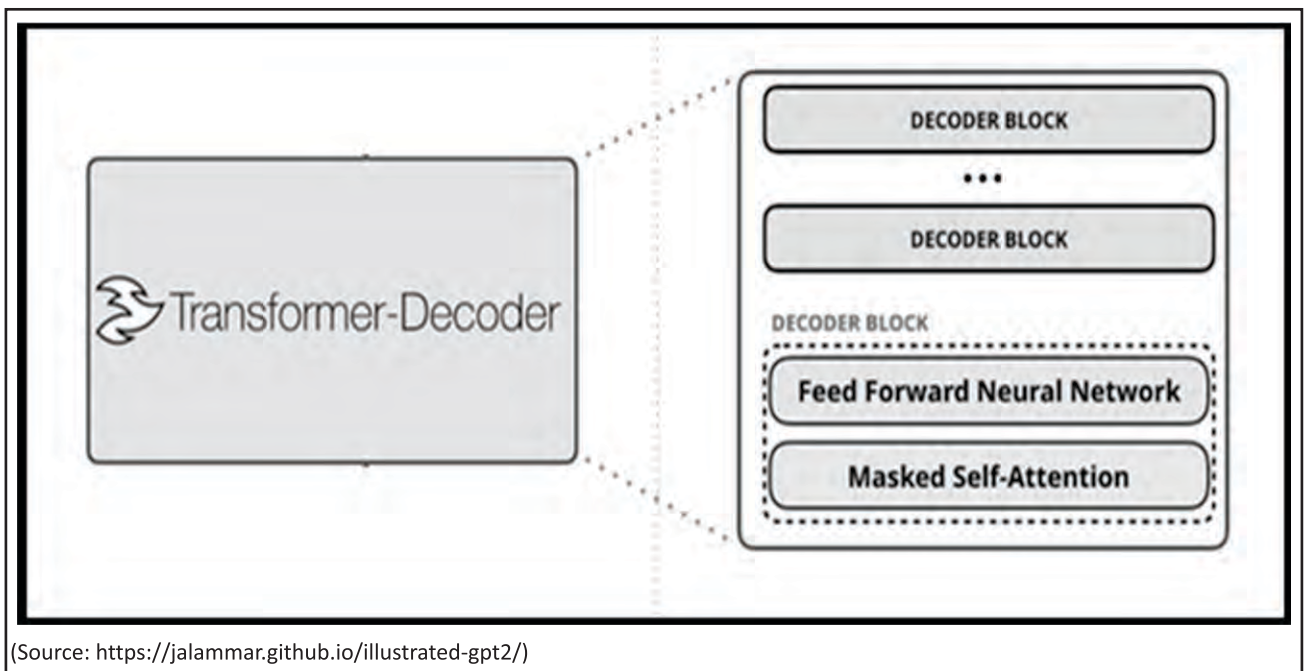 Transformer-Decoder
DECODER BLOCK
...
DECODER BLOCK
DECODER BLOCK
Feed Forward Neural Network
Masked Self-Attention
(Source: https://jalammar.github.io/illustrated-gpt2/)